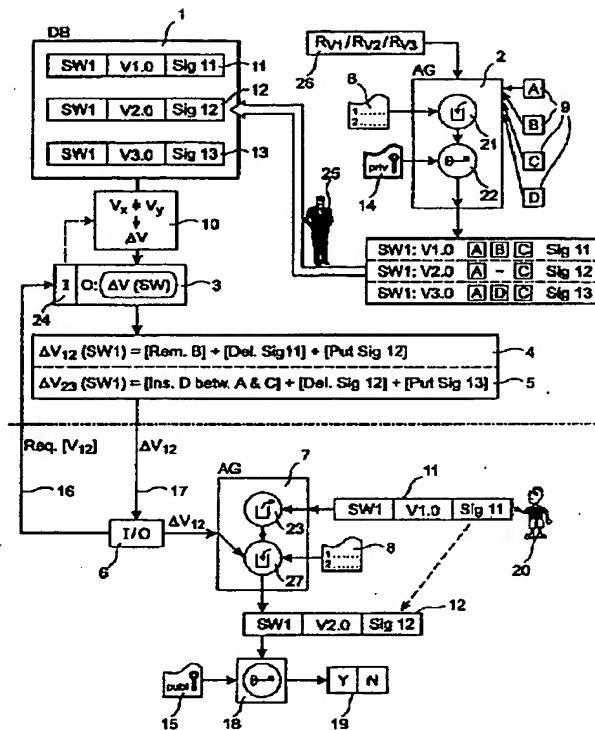 DB
1
SW1 V1.0 Sig 11
11
SW1 V2.0 Sig 12
12
SW1 V3.0 Sig 13
13
RV1/RV2/RV3
26
AG
2
8
1
2
21
A
B
C
D
9
priv
14
22
25
SW1: V1.0 A B C Sig 11
SW1: V2.0 A – C Sig 12
SW1: V3.0 A D C Sig 13
Vx ≠ Vy
ΔV
10
I
24
O: ΔV (SW)
3
ΔV12 (SW1) = [Rem. B] + [Del. Sig11] + [Put Sig 12]
4
ΔV23 (SW1) = [Ins. D betw. A & C] + [Del. Sig 12] + [Put Sig 13]
5
Req. [V12]
ΔV12
16
17
I/O
6
ΔV12
AG
7
23
27
11
SW1 V1.0 Sig 11
20
8
1
2
12
SW1 V2.0 Sig 12
publ
15
18
Y N
19